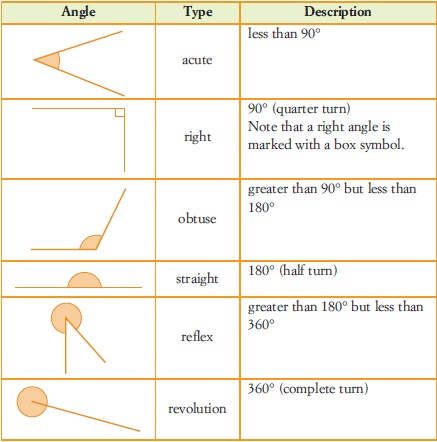 Angle Type Description
acute
less than 90°
right
90° (quarter turn)
Note that a right angle is
marked with a box symbol.
obtuse
greater than 90° but less than
180°
straight
180° (half turn)
reflex
greater than 180° but less than
360°
revolution
360° (complete turn)